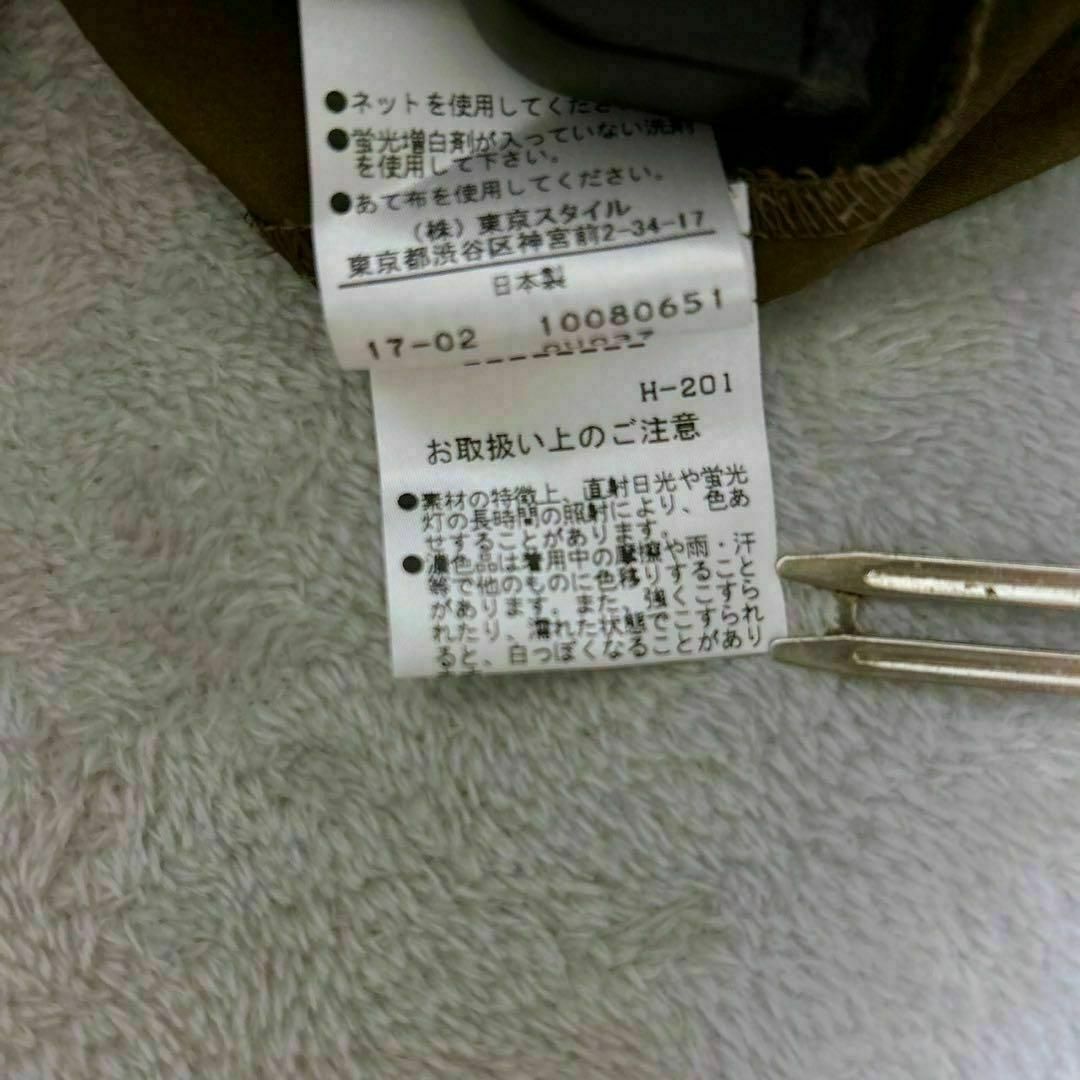 ●ネットを使用してください
●蛍光増白剤が入っていない洗剤
を使用して下さい。
●あて布を使用してください。
(株)東京スタイル
東京都渋谷区神宮前2-34-17
日本製
17-02 10080651
H-201
お取扱い上のご注意
●素材の特徴上、直射日光や蛍光
灯の長時間の照射により、色あ
せすることがあります。
●濃色品は着用中の摩擦や雨・汗
等で他のものに色移りすること
があります。また、強くこすら
れたり、濡れた状態でこすられ
ると、白っぽくなることがあり